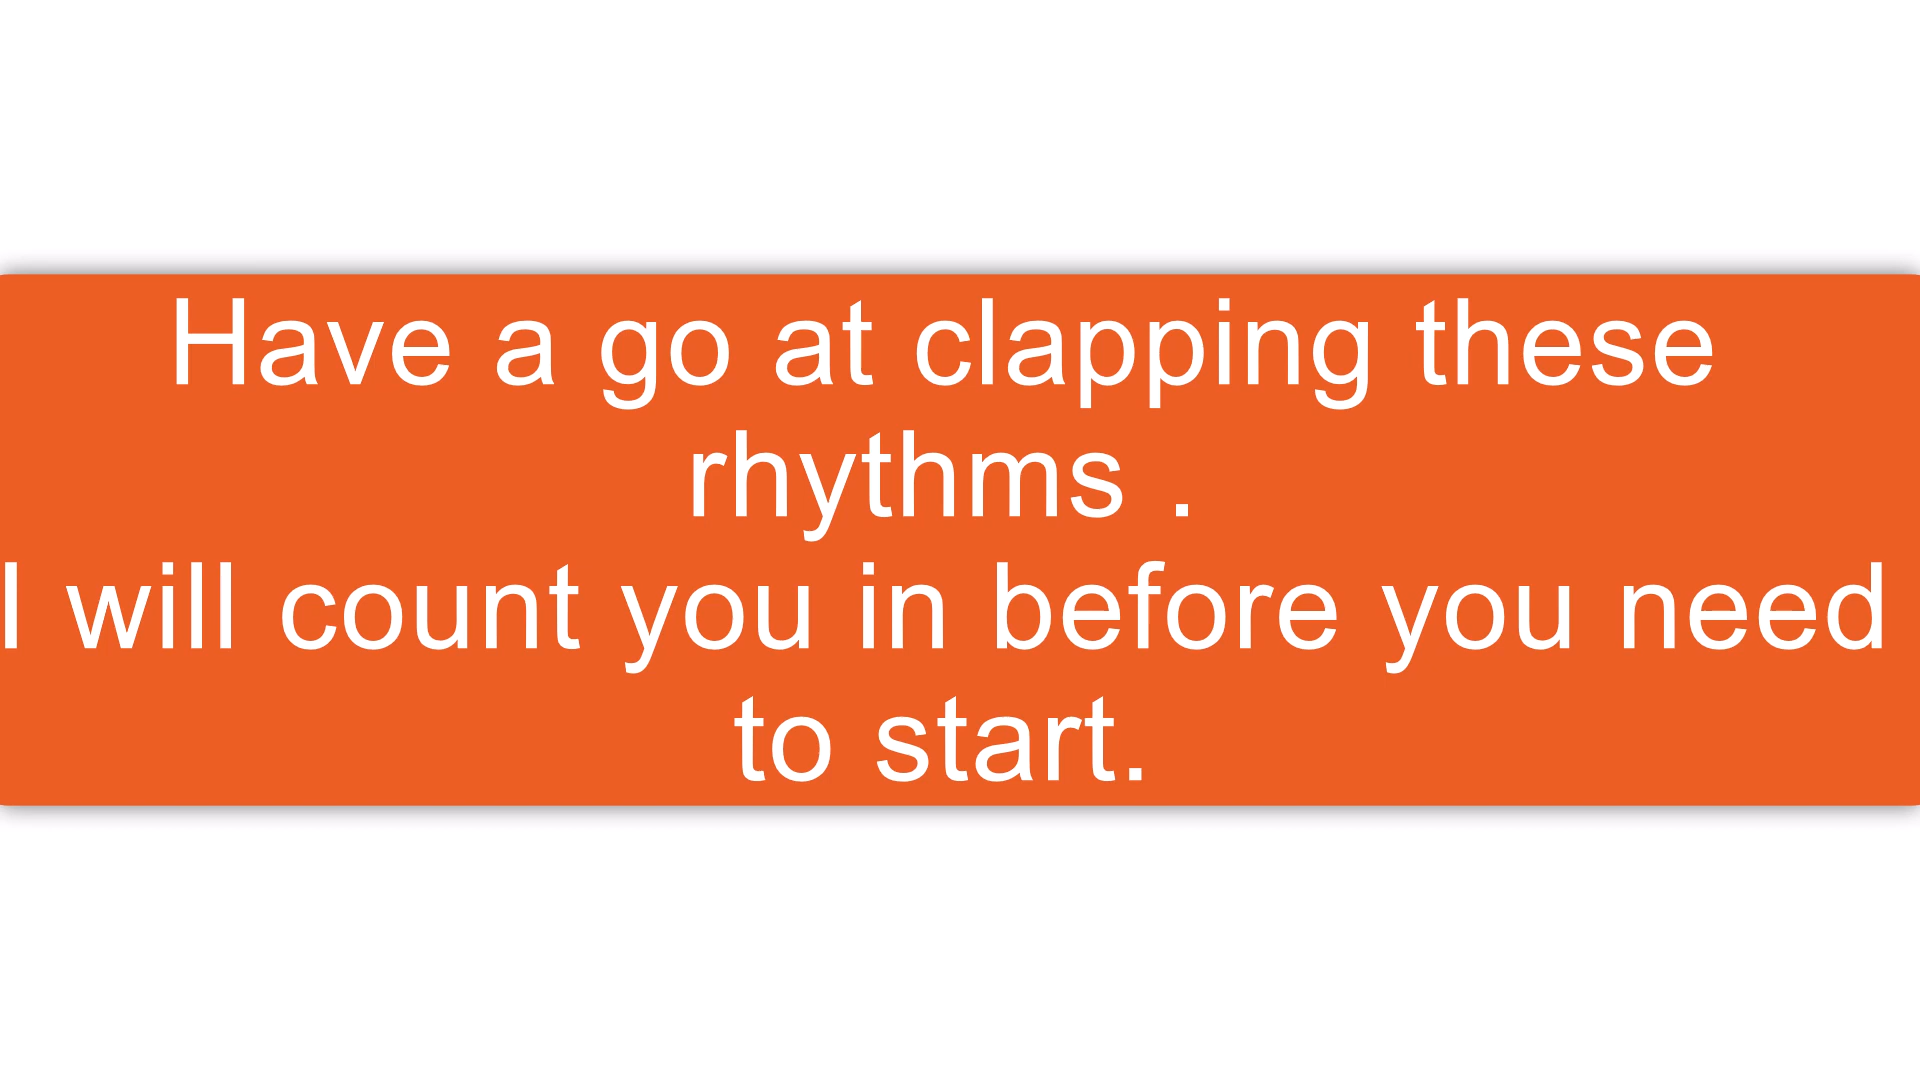 Have a go at clapping these
rhythms .
I will count you in before you need
to start.